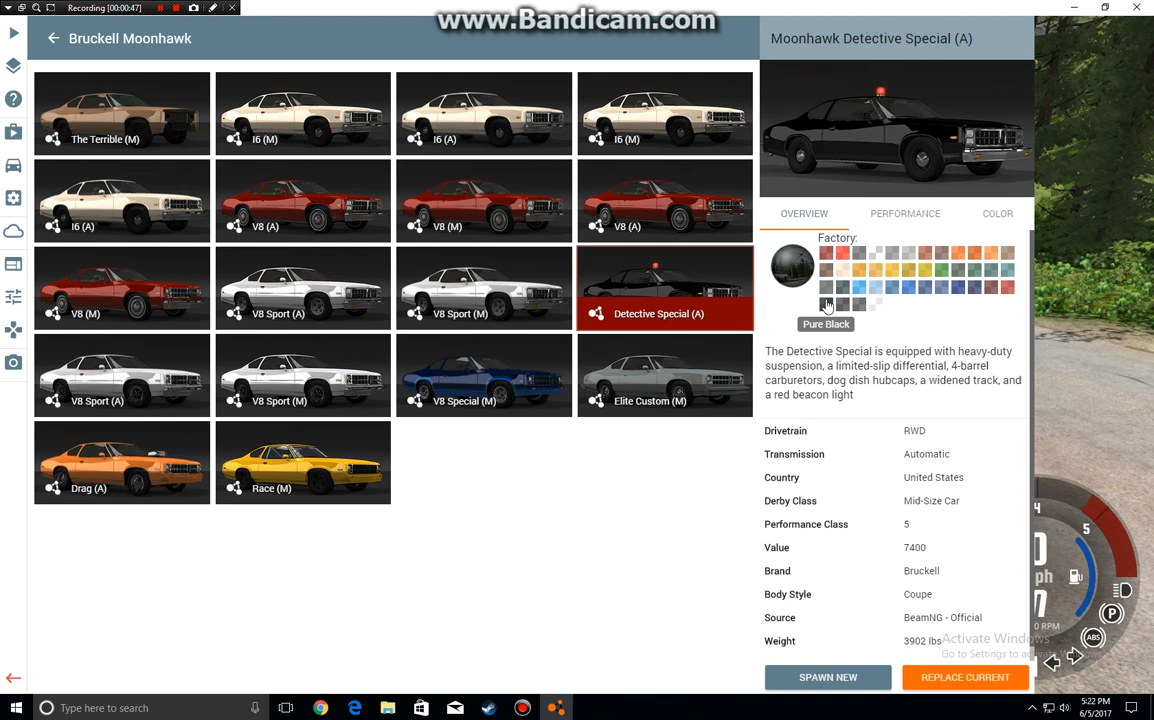 Recording [00:00:47]
www.Bandicam.com
Bruckell Moonhawk
Moonhawk Detective Special (A)
The Terrible (M)
I6 (M)
I6 (A)
I6 (M)
I6 (A)
V8 (A)
V8 (M)
V8 (A)
V8 (M)
V8 Sport (A)
V8 Sport (M)
Detective Special (A)
V8 Sport (A)
V8 Sport (M)
V8 Special (M)
Elite Custom (M)
Drag (A)
Race (M)
OVERVIEW PERFORMANCE COLOR
Factory:
Pure Black
The Detective Special is equipped with heavy-duty
suspension, a limited-slip differential, 4-barrel
carburetors, dog dish hubcaps, a widened track, and
a red beacon light
Drivetrain RWD
Transmission Automatic
Country United States
Derby Class Mid-Size Car
Performance Class 5
Value 7400
Brand Bruckell
Body Style Coupe
Source BeamNG - Official
Weight 3902 lbs
SPAWN NEW REPLACE CURRENT
4
5
ph
0 RPM
P
ABS
Activate Windows
Go to Settings to
Type here to search
5:22 PM
6/5/2017